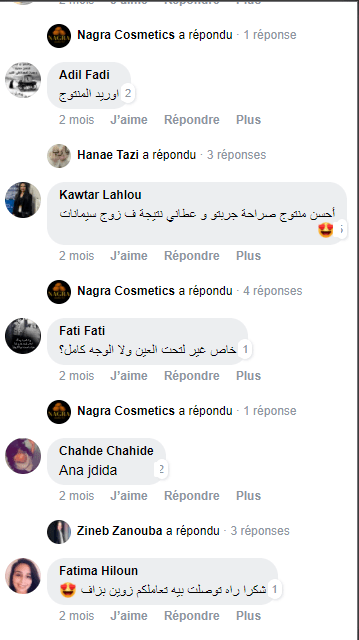 Nagra Cosmetics a répondu · 1 réponse
Adil Fadi
اوريد المنتوج
2
2 mois J'aime Répondre Plus
Hanae Tazi a répondu · 3 réponses
Kawtar Lahlou
أحسن منتوج صراحة جربتو و عطاني نتيجة ف زوج سيمانات
😍
2 mois J'aime Répondre Plus
Nagra Cosmetics a répondu · 4 réponses
Fati Fati
خاص غير لتحت العين ولا الوجه كامل؟
1
2 mois J'aime Répondre Plus
Nagra Cosmetics a répondu · 1 réponse
Chahde Chahide
Ana jdida
2
2 mois J'aime Répondre Plus
Zineb Zanouba a répondu · 3 réponses
Fatima Hiloun
شكرا راه توصلت بيه تعاملكم زوين بزاف 😍
1
2 mois J'aime Répondre Plus